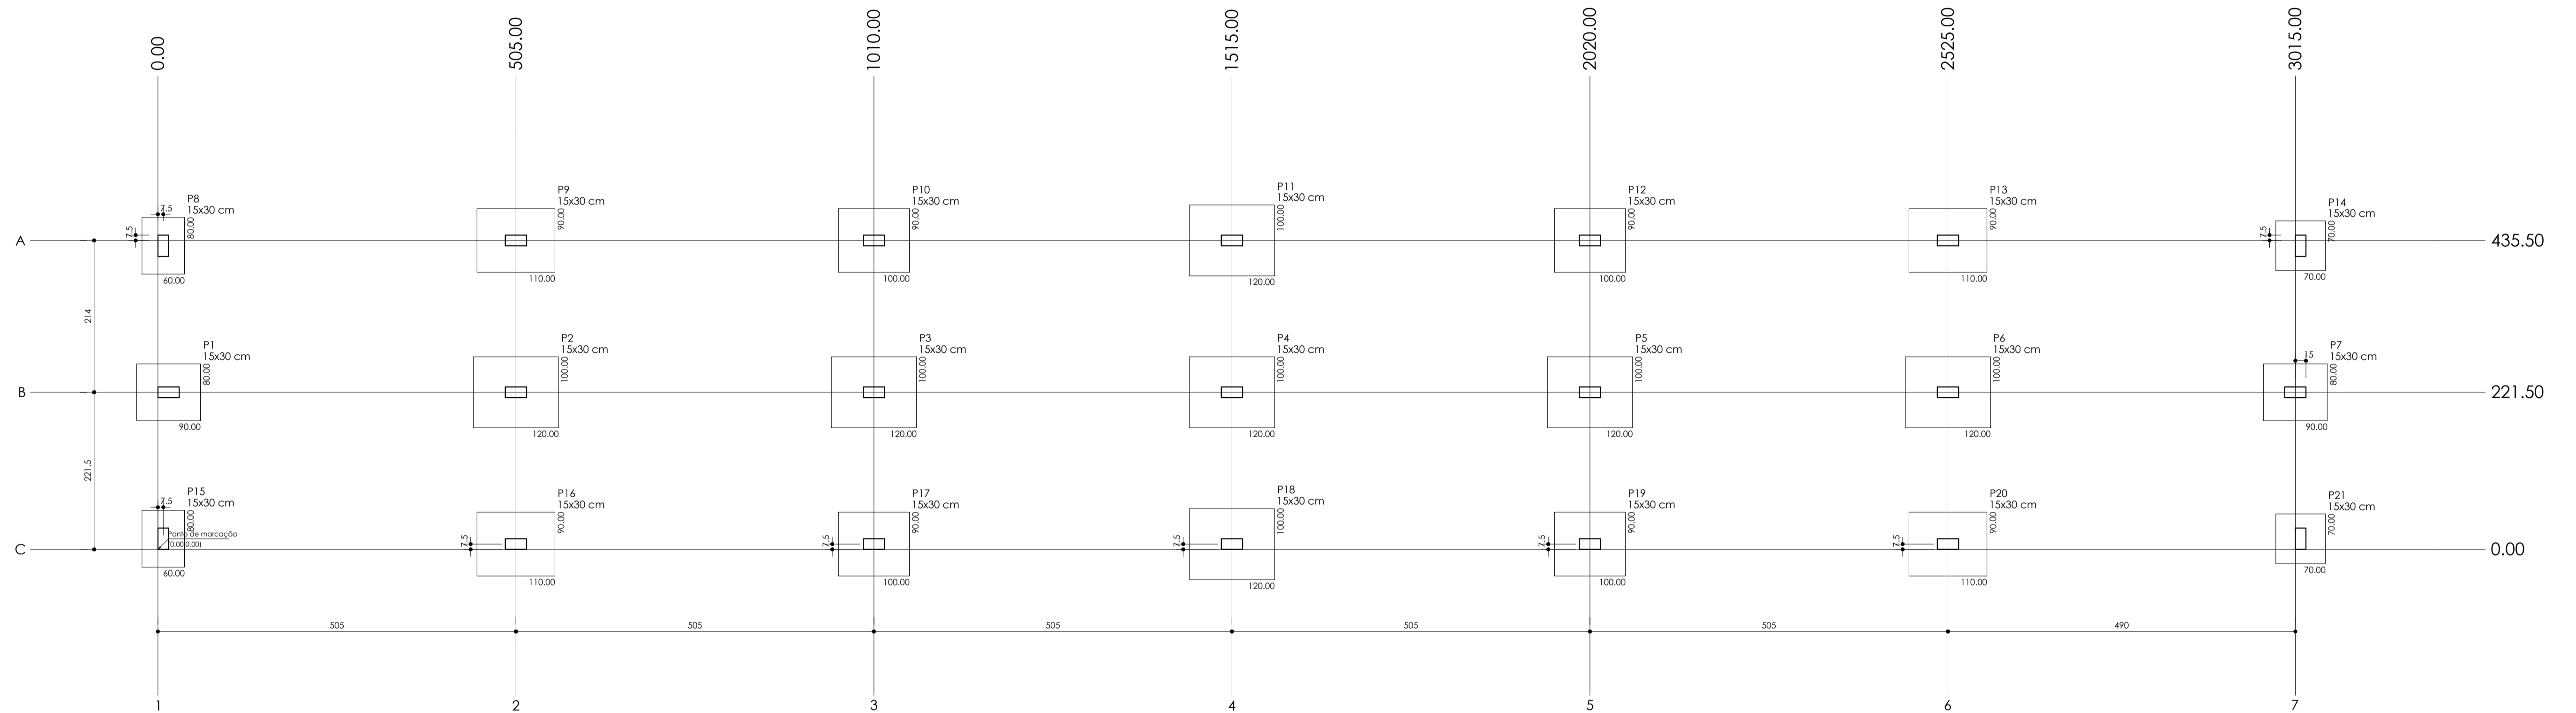 0.00
505.00
1010.00
1515.00
2020.00
2525.00
3015.00
P8
15x30 cm
7.5
7.5
80.00
60.00
P9
15x30 cm
90.00
110.00
P10
15x30 cm
90.00
100.00
P11
15x30 cm
100.00
120.00
P12
15x30 cm
90.00
100.00
P13
15x30 cm
90.00
110.00
P14
15x30 cm
7.5
70.00
70.00
A
435.50
214
P1
15x30 cm
80.00
90.00
P2
15x30 cm
100.00
120.00
P3
15x30 cm
100.00
120.00
P4
15x30 cm
100.00
120.00
P5
15x30 cm
100.00
120.00
P6
15x30 cm
100.00
120.00
P7
15x30 cm
15
80.00
90.00
B
221.50
221.5
P15
15x30 cm
7.5
80.00
Ponto de marcação
(0.00,0.00)
60.00
P16
15x30 cm
7.5
90.00
110.00
P17
15x30 cm
7.5
90.00
100.00
P18
15x30 cm
7.5
100.00
120.00
P19
15x30 cm
7.5
90.00
100.00
P20
15x30 cm
7.5
90.00
110.00
P21
15x30 cm
70.00
70.00
C
0.00
505
505
505
505
505
490
1
2
3
4
5
6
7